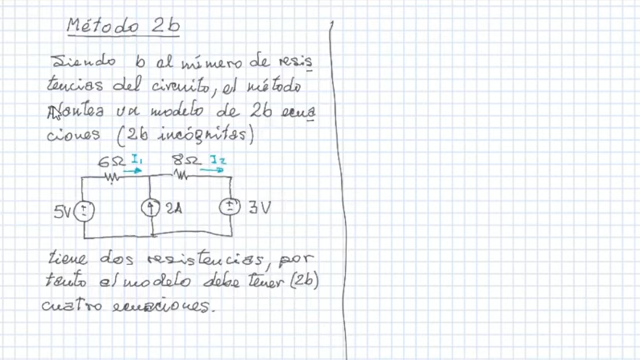 Método 2b
Siendo b al número de resis
tencias del circuito, el método
plantea un modelo de 2b ecua
ciones (2b incógnitas)
6Ω I₁ 8Ω I₂
5V 2A 3V
tiene dos resistencias, por
tanto el modelo debe tener (2b)
cuatro ecuaciones.